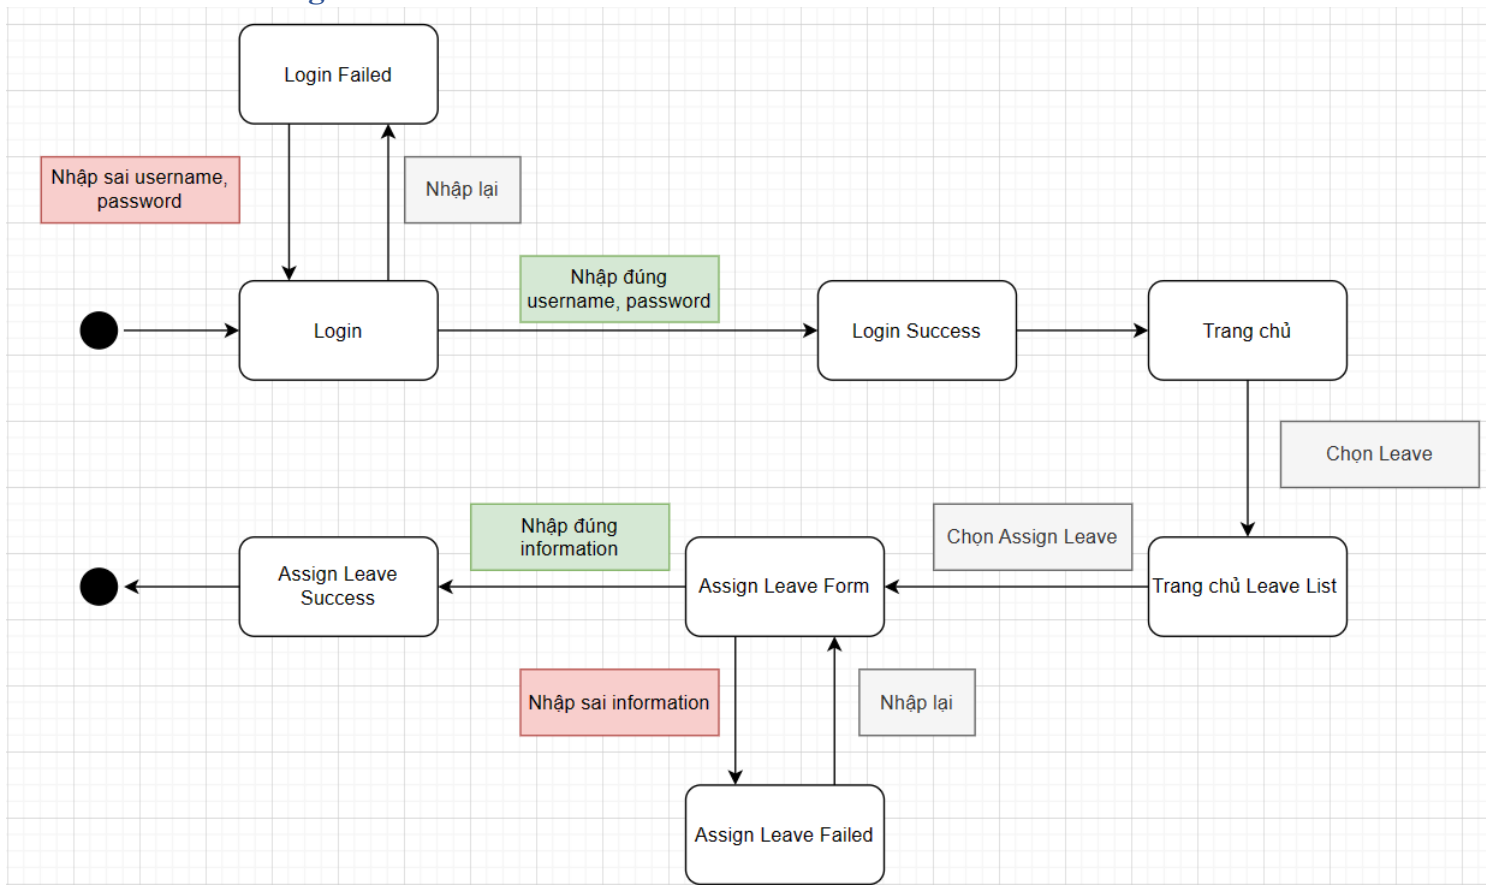 Login Failed
Nhập sai username,
password
Nhập lại
Nhập đúng
username, password
Login
Login Success
Trang chủ
Chọn Leave
Nhập đúng
information
Chọn Assign Leave
Assign Leave
Success
Assign Leave Form
Trang chủ Leave List
Nhập sai information
Nhập lại
Assign Leave Failed